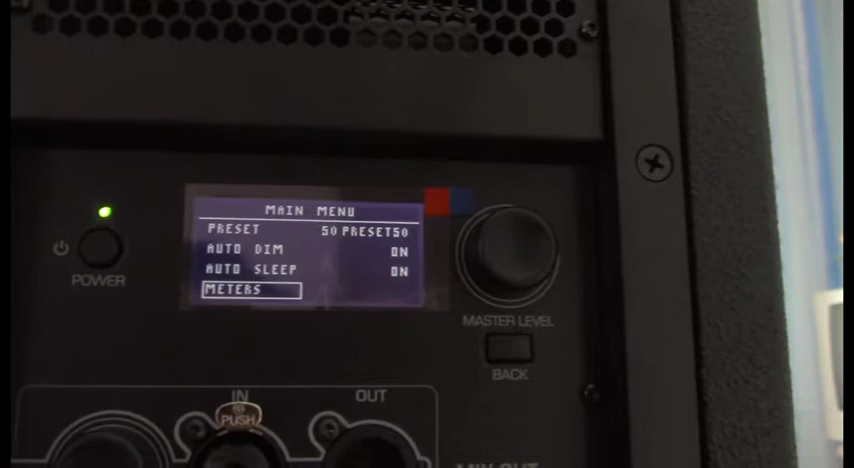 MAIN MENU
PRESET 50 PRESET50
AUTO DIM ON
AUTO SLEEP ON
METERS
POWER
MASTER LEVEL
BACK
IN
OUT
PUSH
MIX OUT